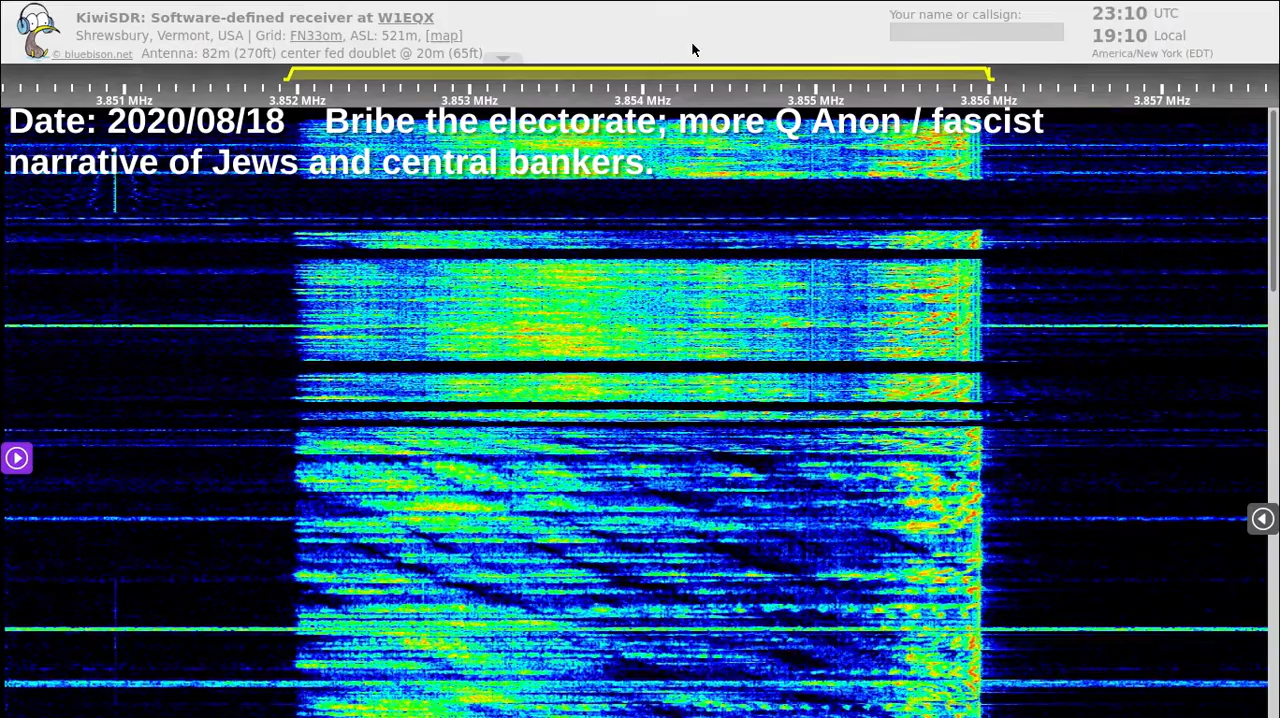 KiwiSDR: Software-defined receiver at W1EQX
Shrewsbury, Vermont, USA | Grid: FN33om, ASL: 521m, [map]
© bluebison.net Antenna: 82m (270ft) center fed doublet @ 20m (65ft)
Your name or callsign:
23:10 UTC
19:10 Local
America/New York (EDT)
3.851 MHz 3.852 MHz 3.853 MHz 3.854 MHz 3.855 MHz 3.856 MHz 3.857 MHz
Date: 2020/08/18 Bribe the electorate; more Q Anon / fascist
narrative of Jews and central bankers.